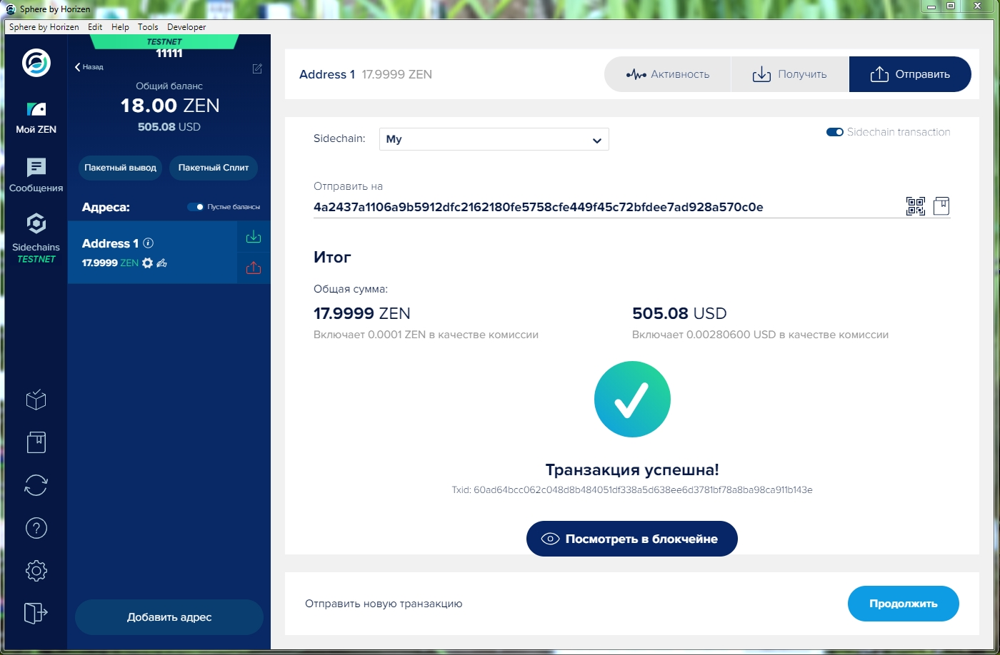 Sphere by Horizen
Sphere by Horizen Edit Help Tools Developer
TESTNET
11111
Назад
Общий баланс
18.00 ZEN
505.08 USD
Мой ZEN
Пакетный вывод Пакетный Сплит
Сообщения
Адреса: Пустые балансы
Sidechains
TESTNET
Address 1
17.9999 ZEN
Добавить адрес
Address 1 17.9999 ZEN
Активность Получить Отправить
Sidechain: My
Sidechain transaction
Отправить на
4a2437a1106a9b5912dfc2162180fe5758cfe449f45c72bfdee7ad928a570c0e
Итог
Общая сумма:
17.9999 ZEN 505.08 USD
Включает 0.0001 ZEN в качестве комиссии Включает 0.00280600 USD в качестве комиссии
Транзакция успешна!
Txid: 60ad64bcc062c048d8b484051df338a5d638ee6d3781bf78a8ba98ca911b143e
Посмотреть в блокчейне
Отправить новую транзакцию Продолжить